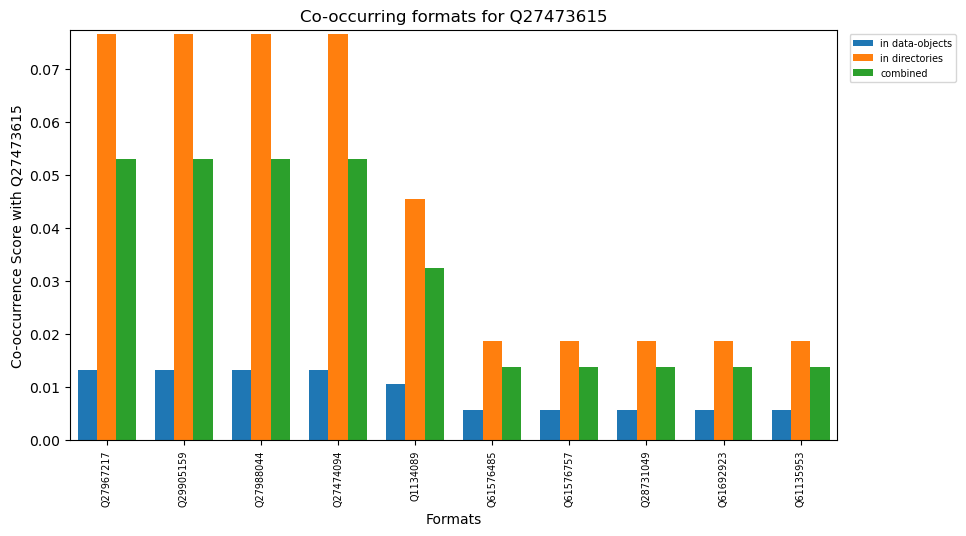 Co-occurring formats for Q27473615
in data-objects
in directories
combined
Co-occurrence Score with Q27473615
0.07
0.06
0.05
0.04
0.03
0.02
0.01
0.00
Q27967217
Q29905159
Q27988044
Q27474094
Q1134089
Q61576485
Q61576757
Q28731049
Q61692923
Q61135953
Formats